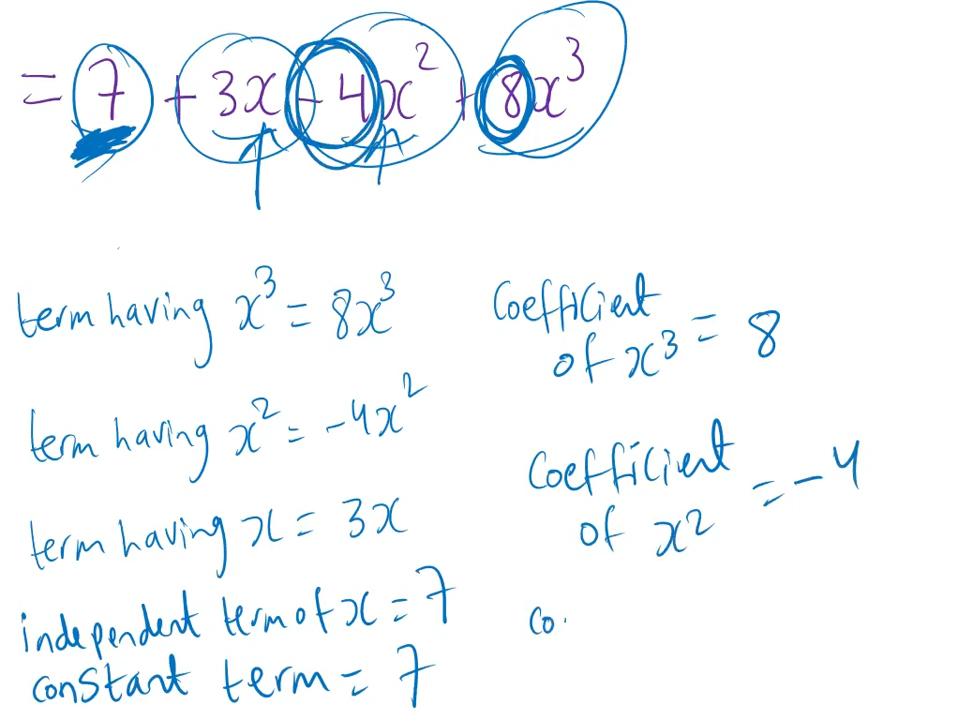 = 7 + 3x - 4x² + 8x³
term having x³ = 8x³
term having x² = -4x²
term having x = 3x
independent term of x = 7
constant term = 7
Coefficient
of x³ = 8
Coefficient
of x² = -4
Co.